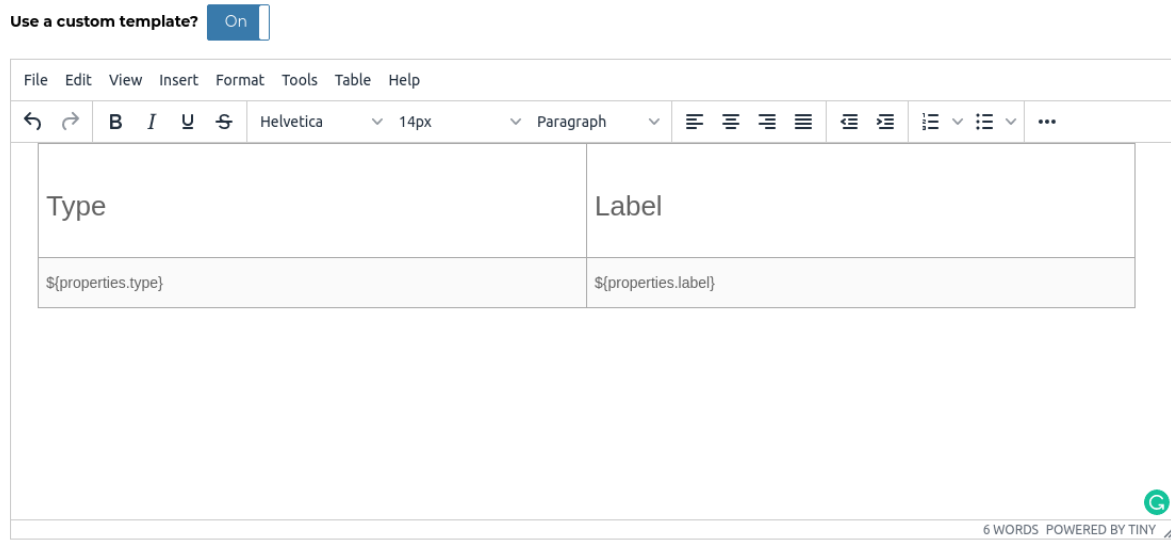 Use a custom template? On
File Edit View Insert Format Tools Table Help
B I U S Helvetica 14px Paragraph
Type Label
${properties.type} ${properties.label}
6 WORDS POWERED BY TINY